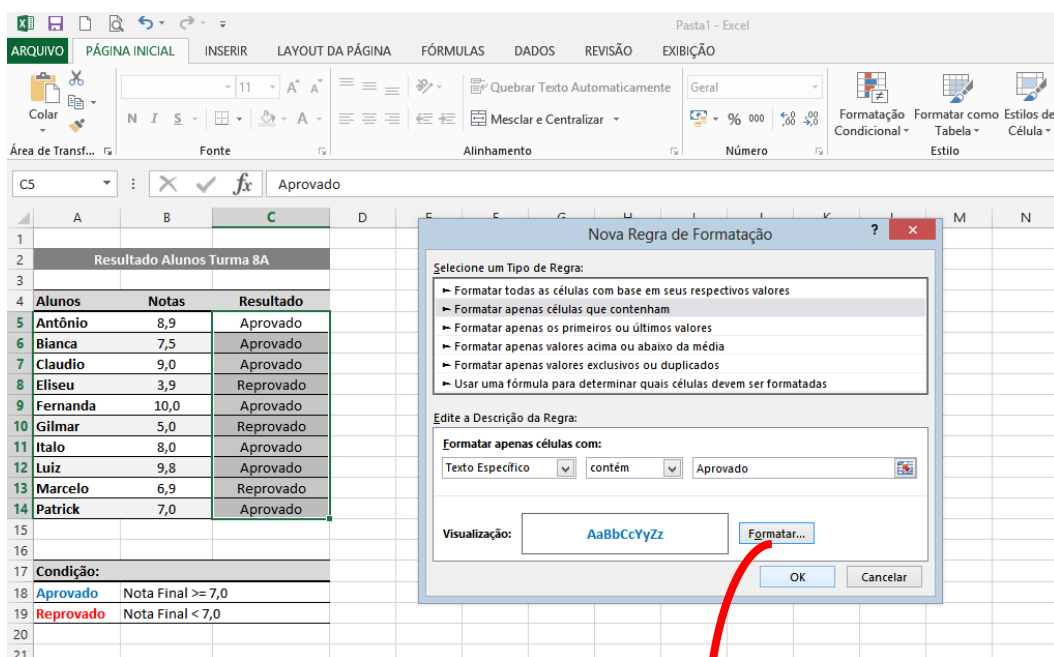 Pasta1 - Excel
ARQUIVO PÁGINA INICIAL INSERIR LAYOUT DA PÁGINA FÓRMULAS DADOS REVISÃO EXIBIÇÃO
Colar 11 A A Quebrar Texto Automaticamente Geral
N I S A Mesclar e Centralizar % 000 Formatação Condicional Formatar como Tabela Estilos de Célula
Área de Transf... Fonte Alinhamento Número Estilo
C5 fx Aprovado
A B C D M N
1
2 Resultado Alunos Turma 8A
3
4 Alunos Notas Resultado
5 Antônio 8,9 Aprovado
6 Bianca 7,5 Aprovado
7 Claudio 9,0 Aprovado
8 Eliseu 3,9 Reprovado
9 Fernanda 10,0 Aprovado
10 Gilmar 5,0 Reprovado
11 Italo 8,0 Aprovado
12 Luiz 9,8 Aprovado
13 Marcelo 6,9 Reprovado
14 Patrick 7,0 Aprovado
15
16
17 Condição:
18 Aprovado Nota Final >= 7,0
19 Reprovado Nota Final < 7,0
20
21
Nova Regra de Formatação ? ×
Selecione um Tipo de Regra:
► Formatar todas as células com base em seus respectivos valores
► Formatar apenas células que contenham
► Formatar apenas os primeiros ou últimos valores
► Formatar apenas valores acima ou abaixo da média
► Formatar apenas valores exclusivos ou duplicados
► Usar uma fórmula para determinar quais células devem ser formatadas
Edite a Descrição da Regra:
Formatar apenas células com:
Texto Específico contém Aprovado
Visualização: AaBbCcYyZz Formatar...
OK Cancelar